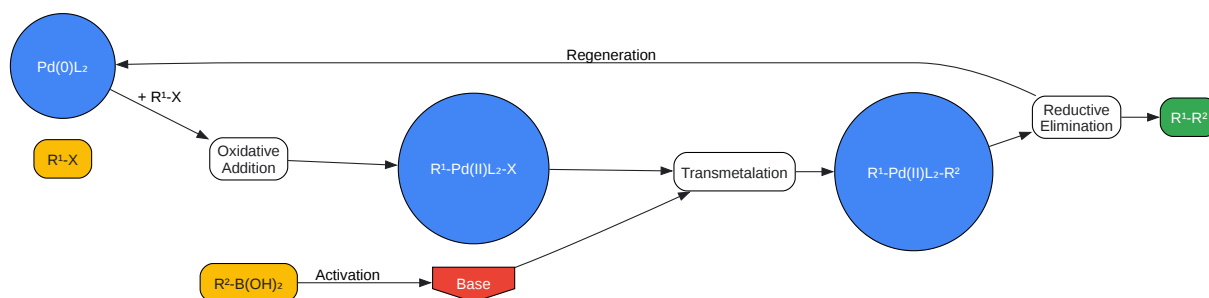 Regeneration
Pd(0)L₂
+ R¹-X
R¹-X
Oxidative
Addition
R¹-Pd(II)L₂-X
Transmetalation
R¹-Pd(II)L₂-R²
Reductive
Elimination
R¹-R²
R²-B(OH)₂
Activation
Base